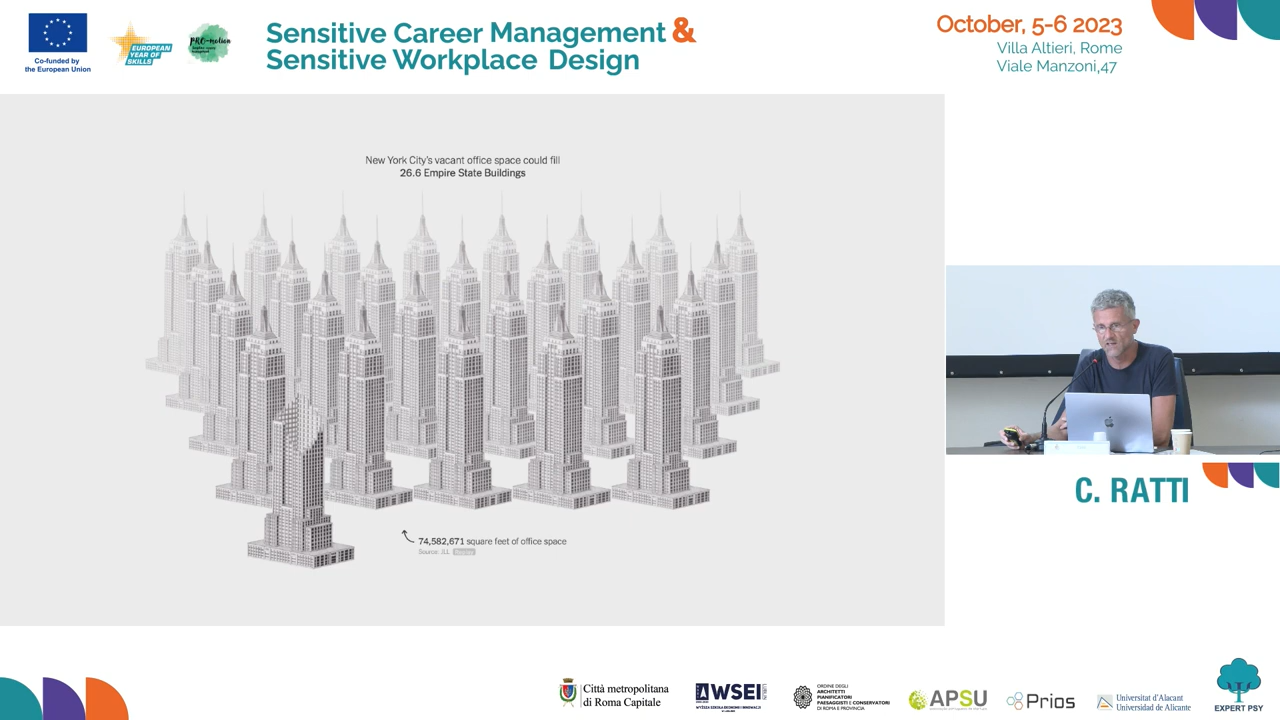 Co-funded by
the European Union
EUROPEAN
YEAR OF
SKILLS
PRO-motion
Sensitive Career Management &
Sensitive Workplace Design
October, 5-6 2023
Villa Altieri, Rome
Viale Manzoni,47
New York City's vacant office space could fill
26.6 Empire State Buildings
74,582,671 square feet of office space
Source: JLL
C. RATTI
Città metropolitana
di Roma Capitale
WSEI
LUBLIN
ORDINE DEGLI
ARCHITETTI
PIANIFICATORI
PAESAGGISTI E CONSERVATORI
DI ROMA E PROVINCIA
APSU
Prios
Universitat d'Alacant
Universidad de Alicante
EXPERT PSY